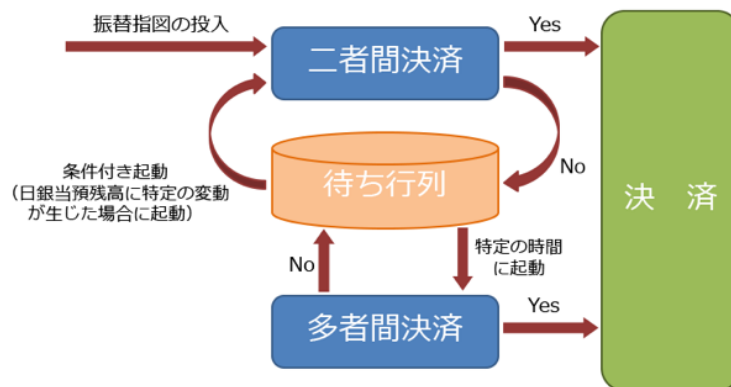 振替指図の投入
Yes
二者間決済
No
条件付き起動
（日銀当預残高に特定の変動
が生じた場合に起動）
待ち行列
決　済
特定の時間
に起動
No
多者間決済
Yes